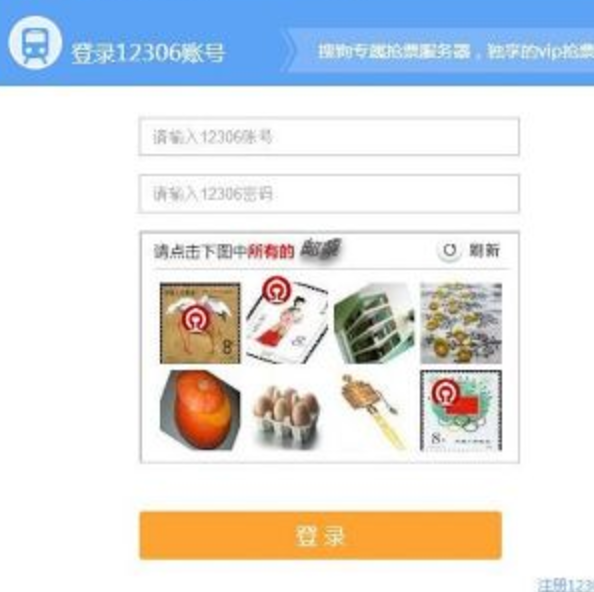 登录12306账号
搜狗专属抢票服务器，独享的vip抢票
请输入12306账号
请输入12306密码
请点击下图中所有的 邮票
刷新
8
8
8
登录
注册123